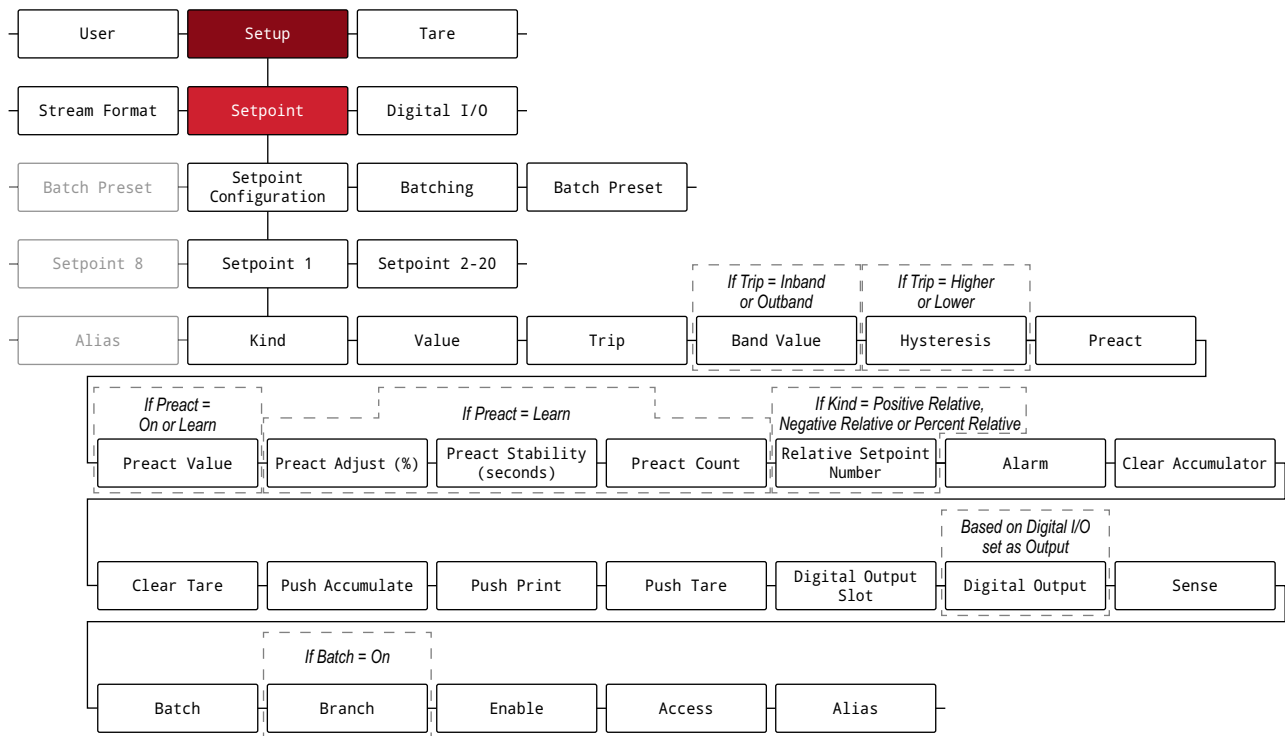 User
Setup
Tare
Stream Format
Setpoint
Digital I/O
Batch Preset
Setpoint
Configuration
Batching
Batch Preset
Setpoint 8
Setpoint 1
Setpoint 2-20
If Trip = Inband
or Outband
If Trip = Higher
or Lower
Alias
Kind
Value
Trip
Band Value
Hysteresis
Preact
If Preact =
On or Learn
If Preact = Learn
If Kind = Positive Relative,
Negative Relative or Percent Relative
Preact Value
Preact Adjust (%)
Preact Stability
(seconds)
Preact Count
Relative Setpoint
Number
Alarm
Clear Accumulator
Based on Digital I/O
set as Output
Clear Tare
Push Accumulate
Push Print
Push Tare
Digital Output
Slot
Digital Output
Sense
If Batch = On
Batch
Branch
Enable
Access
Alias